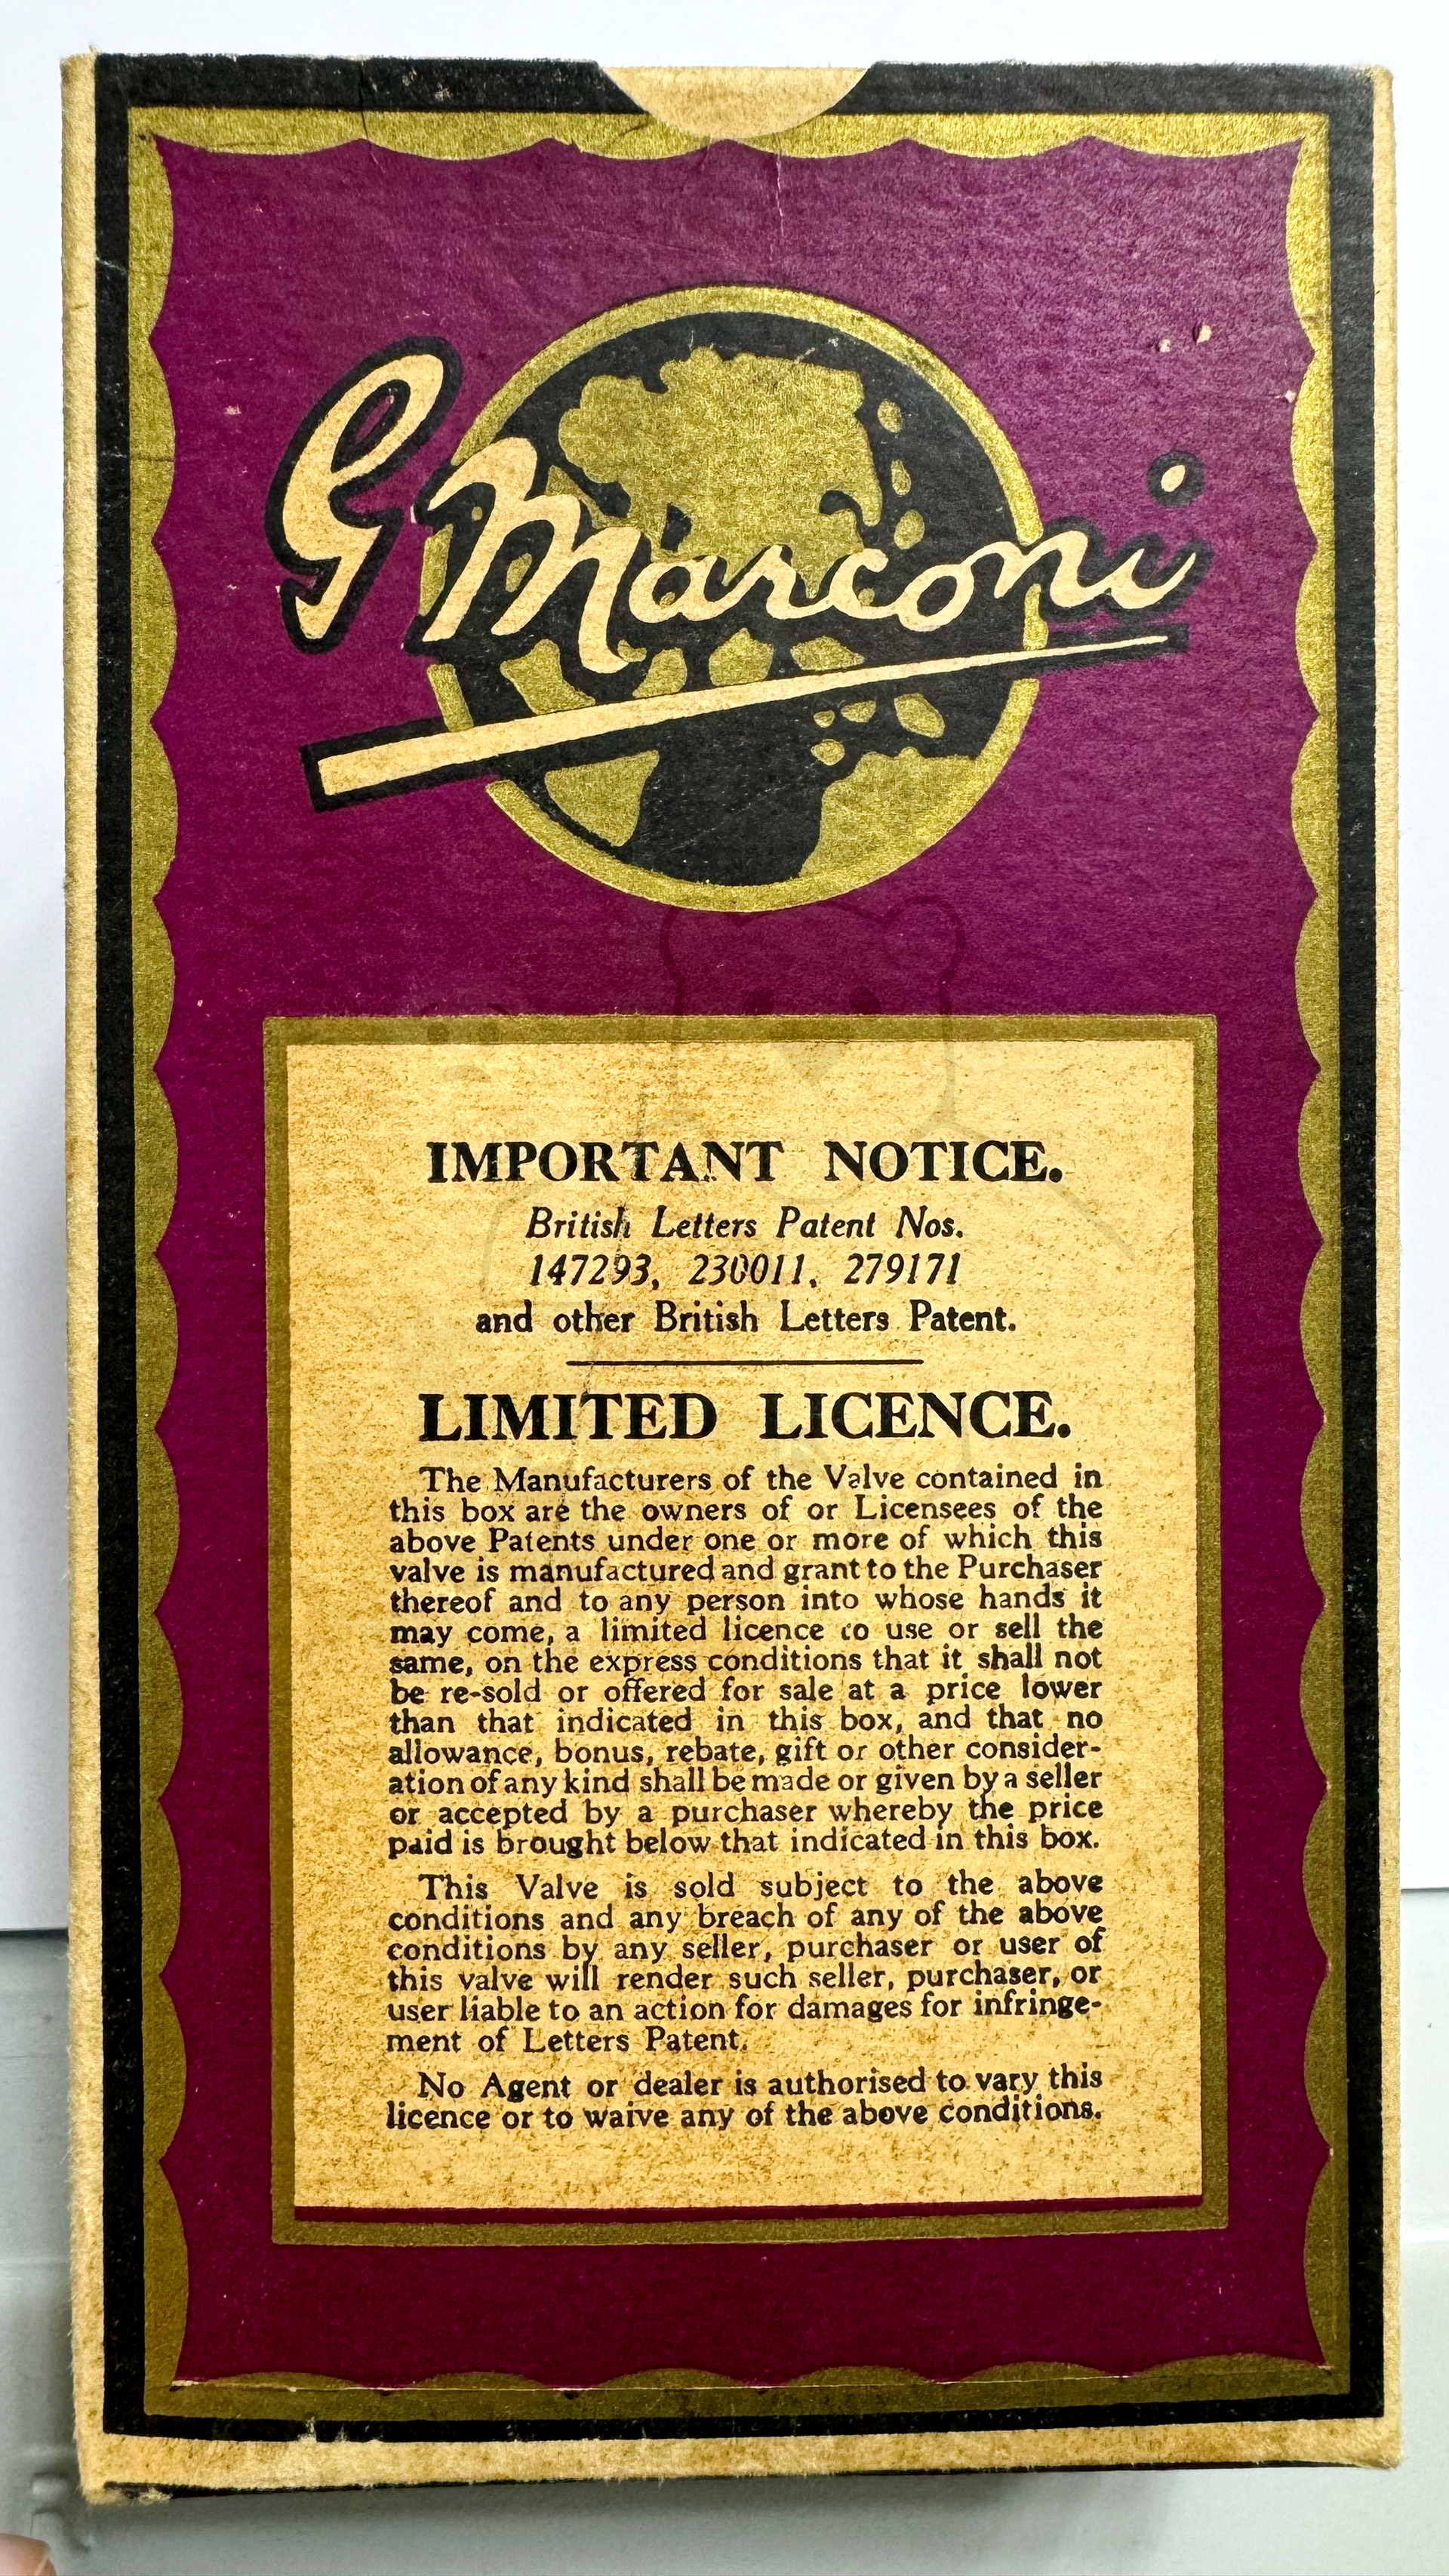 G Marconi
IMPORTANT NOTICE.
British Letters Patent Nos.
147293, 230011, 279171
and other British Letters Patent.
LIMITED LICENCE.
The Manufacturers of the Valve contained in
this box are the owners of or Licensees of the
above Patents under one or more of which this
valve is manufactured and grant to the Purchaser
thereof and to any person into whose hands it
may come, a limited licence to use or sell the
same, on the express conditions that it shall not
be re-sold or offered for sale at a price lower
than that indicated in this box, and that no
allowance, bonus, rebate, gift or other consider-
ation of any kind shall be made or given by a seller
or accepted by a purchaser whereby the price
paid is brought below that indicated in this box.
This Valve is sold subject to the above
conditions and any breach of any of the above
conditions by any seller, purchaser or user of
this valve will render such seller, purchaser, or
user liable to an action for damages for infringe-
ment of Letters Patent.
No Agent or dealer is authorised to vary this
licence or to waive any of the above conditions.